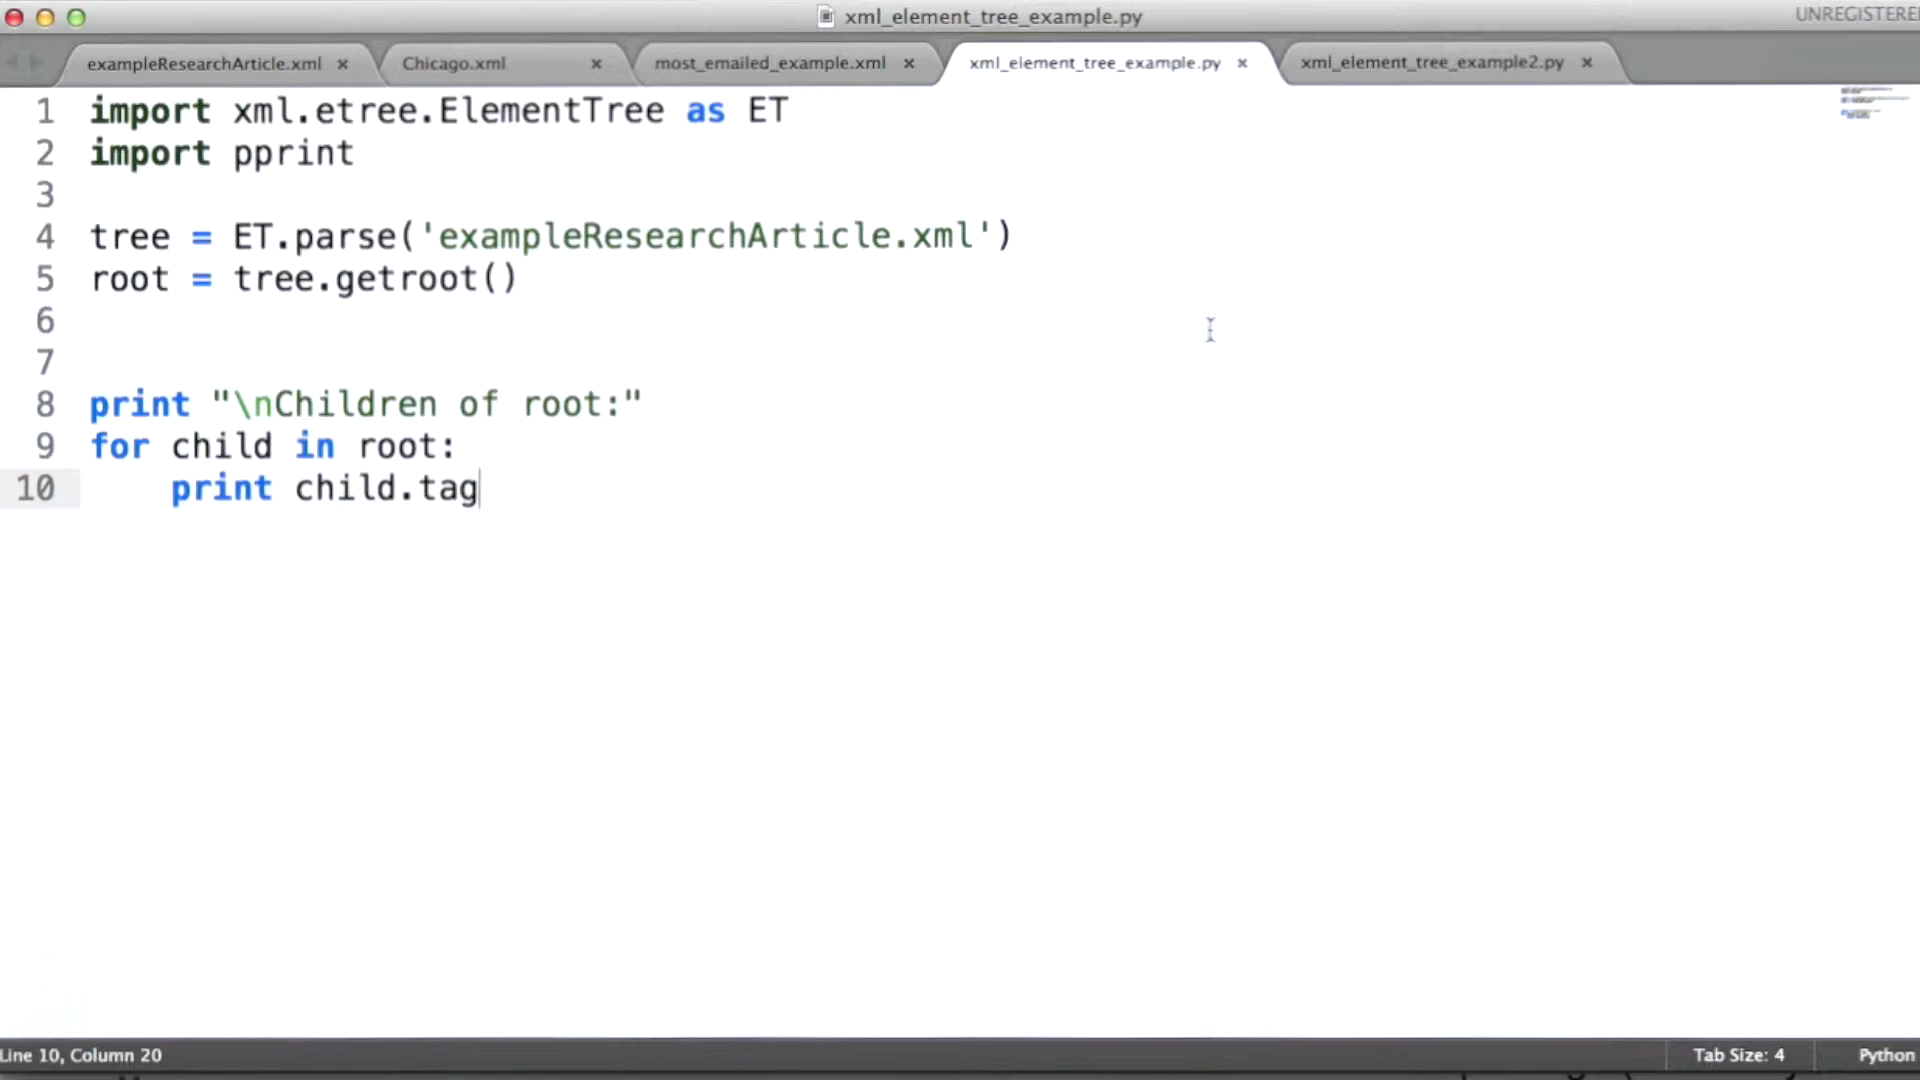 xml_element_tree_example.py
UNREGISTERE
exampleResearchArticle.xml × Chicago.xml × most_emailed_example.xml × xml_element_tree_example.py × xml_element_tree_example2.py ×
1 import xml.etree.ElementTree as ET
2 import pprint
3
4 tree = ET.parse('exampleResearchArticle.xml')
5 root = tree.getroot()
6
7
8 print "\nChildren of root:"
9 for child in root:
10 print child.tag
Line 10, Column 20
Tab Size: 4
Python